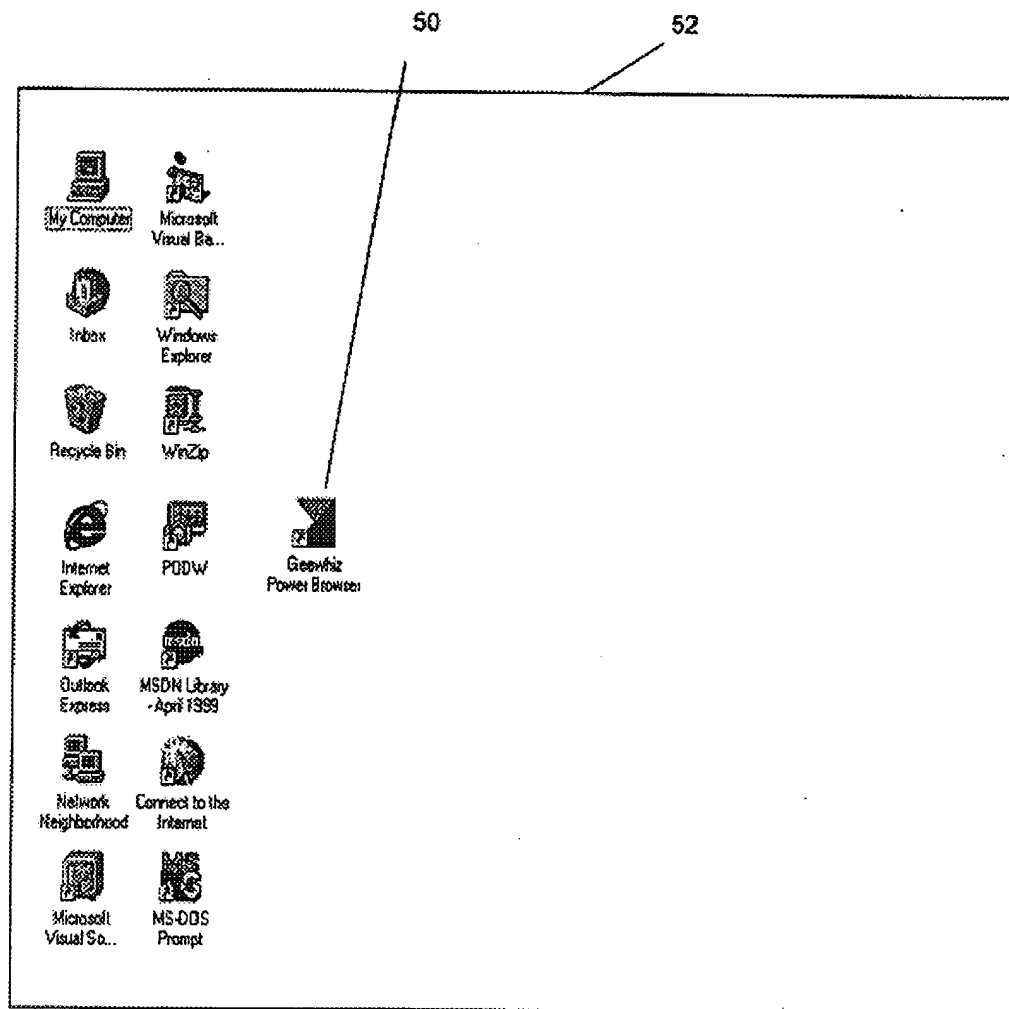 50
52
My Computer
Microsoft
Visual Ba...
Inbox
Windows
Explorer
Recycle Bin
WinZip
Internet
Explorer
PODW
Geewhiz
Power Browser
Outlook
Express
MSDN Library
- April 1999
Network
Neighborhood
Connect to the
Internet
Microsoft
Visual So...
MS-DOS
Prompt